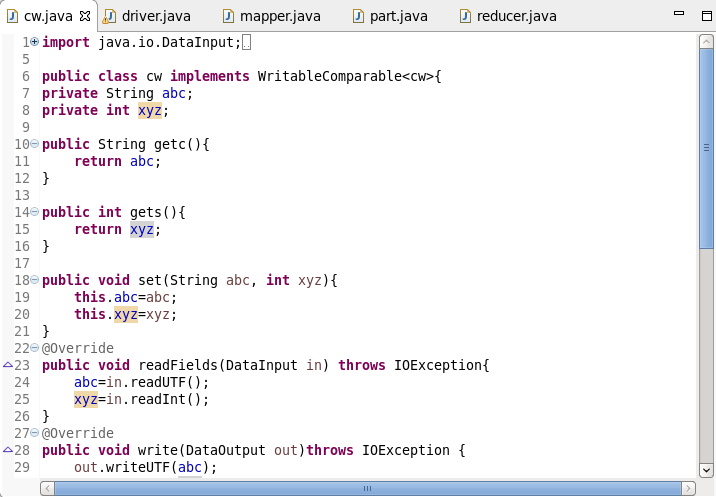 cw.java driver.java mapper.java part.java reducer.java
1 import java.io.DataInput;
5
6 public class cw implements WritableComparable<cw>{
7 private String abc;
8 private int xyz;
9
10 public String getc(){
11     return abc;
12 }
13
14 public int gets(){
15     return xyz;
16 }
17
18 public void set(String abc, int xyz){
19     this.abc=abc;
20     this.xyz=xyz;
21 }
22 @Override
23 public void readFields(DataInput in) throws IOException{
24     abc=in.readUTF();
25     xyz=in.readInt();
26 }
27 @Override
28 public void write(DataOutput out)throws IOException {
29     out.writeUTF(abc);